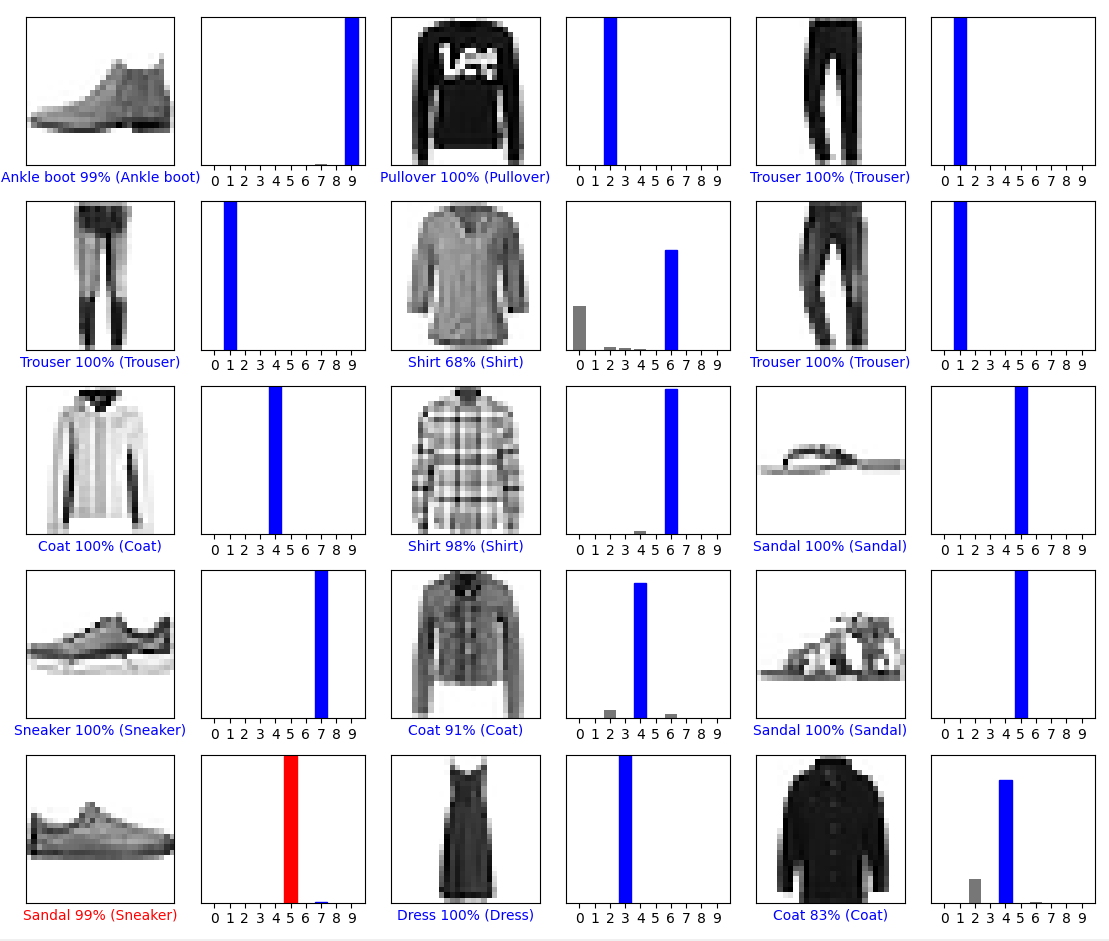 Lee
0 1 2 3 4 5 6 7 8 9
0 1 2 3 4 5 6 7 8 9
0 1 2 3 4 5 6 7 8 9
Ankle boot 99% (Ankle boot)
Pullover 100% (Pullover)
Trouser 100% (Trouser)
0 1 2 3 4 5 6 7 8 9
0 1 2 3 4 5 6 7 8 9
0 1 2 3 4 5 6 7 8 9
Trouser 100% (Trouser)
Shirt 68% (Shirt)
Trouser 100% (Trouser)
0 1 2 3 4 5 6 7 8 9
0 1 2 3 4 5 6 7 8 9
0 1 2 3 4 5 6 7 8 9
Coat 100% (Coat)
Shirt 98% (Shirt)
Sandal 100% (Sandal)
0 1 2 3 4 5 6 7 8 9
0 1 2 3 4 5 6 7 8 9
0 1 2 3 4 5 6 7 8 9
Sneaker 100% (Sneaker)
Coat 91% (Coat)
Sandal 100% (Sandal)
0 1 2 3 4 5 6 7 8 9
0 1 2 3 4 5 6 7 8 9
0 1 2 3 4 5 6 7 8 9
Sandal 99% (Sneaker)
Dress 100% (Dress)
Coat 83% (Coat)